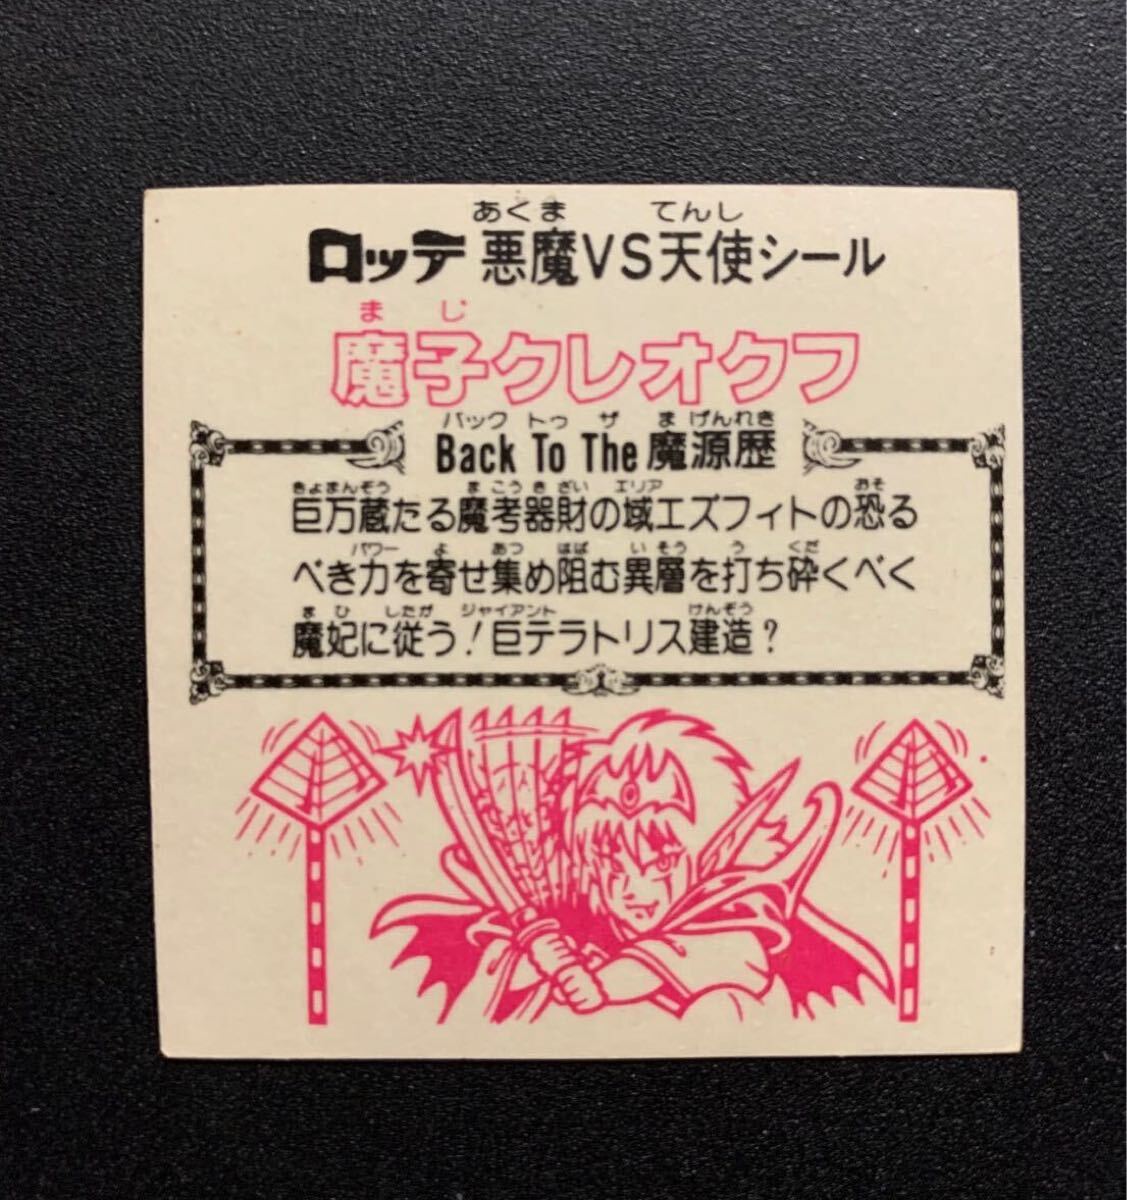 あくま てんし
ロッテ 悪魔VS天使シール
まじ
魔子クレオクフ
バック トゥ ザ まげんれき
Back To The 魔源歴
きょまんぞう まこうきざい エリア おそ
巨万蔵たる魔考器財の域エズフィトの恐る
パワー よ あつ はば いそう う くだ
べき力を寄せ集め阻む異層を打ち砕くべく
まひ したが ジャイアント けんぞう
魔妃に従う!巨テラトリス建造?